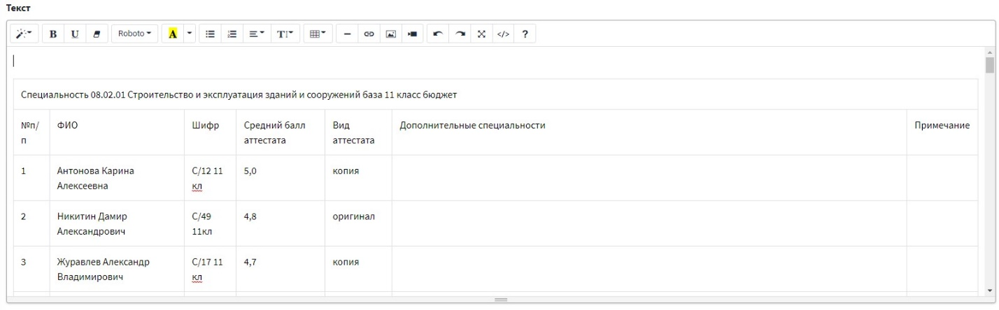 Текст
B U Roboto A T </> ?
Специальность 08.02.01 Строительство и эксплуатация зданий и сооружений база 11 класс бюджет
№п/ ФИО Шифр Средний балл Вид Дополнительные специальности Примечание
п аттестата аттестата
1 Антонова Карина С/12 11 5,0 копия
Алексеевна кл
2 Никитин Дамир С/49 4,8 оригинал
Александрович 11кл
3 Журавлев Александр С/17 11 4,7 копия
Владимирович кл